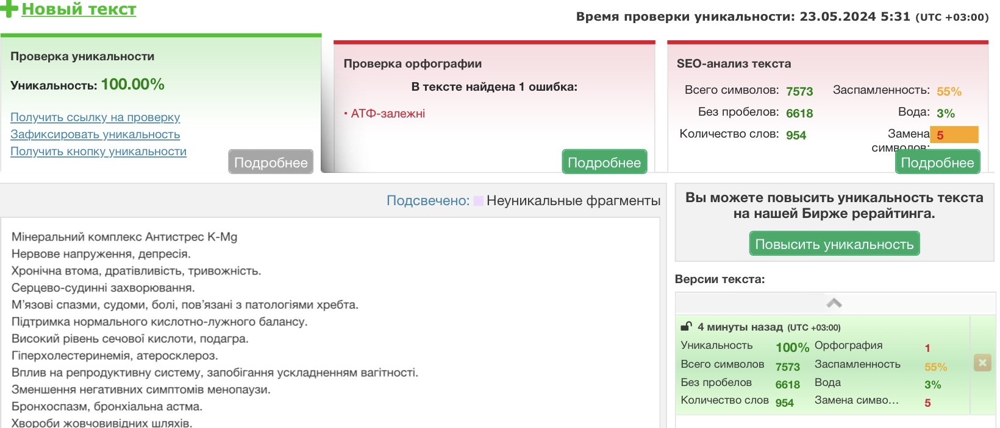 Новый текст
Время проверки уникальности: 23.05.2024 5:31 (UTC +03:00)
Проверка уникальности
Уникальность: 100.00%
Получить ссылку на проверку
Зафиксировать уникальность
Получить кнопку уникальности
Подробнее
Проверка орфографии
В тексте найдена 1 ошибка:
• АТФ-залежні
Подробнее
SEO-анализ текста
Всего символов: 7573 Заспамленность: 55%
Без пробелов: 6618 Вода: 3%
Количество слов: 954 Замена символов: 5
Подробнее
Подсвечено: Неуникальные фрагменты
Мінеральний комплекс Антистрес K-Mg
Нервове напруження, депресія.
Хронічна втома, дратівливість, тривожність.
Серцево-судинні захворювання.
М’язові спазми, судоми, болі, пов’язані з патологіями хребта.
Підтримка нормального кислотно-лужного балансу.
Високий рівень сечової кислоти, подагра.
Гіперхолестеринемія, атеросклероз.
Вплив на репродуктивну систему, запобігання ускладненням вагітності.
Зменшення негативних симптомів менопаузи.
Бронхоспазм, бронхіальна астма.
Хвороби жовчовивідних шляхів.
Вы можете повысить уникальность текста
на нашей Бирже рерайтинга.
Повысить уникальность
Версии текста:
4 минуты назад (UTC +03:00)
Уникальность 100% Орфография 1
Всего символов 7573 Заспамленность 55%
Без пробелов 6618 Вода 3%
Количество слов 954 Замена симво… 5